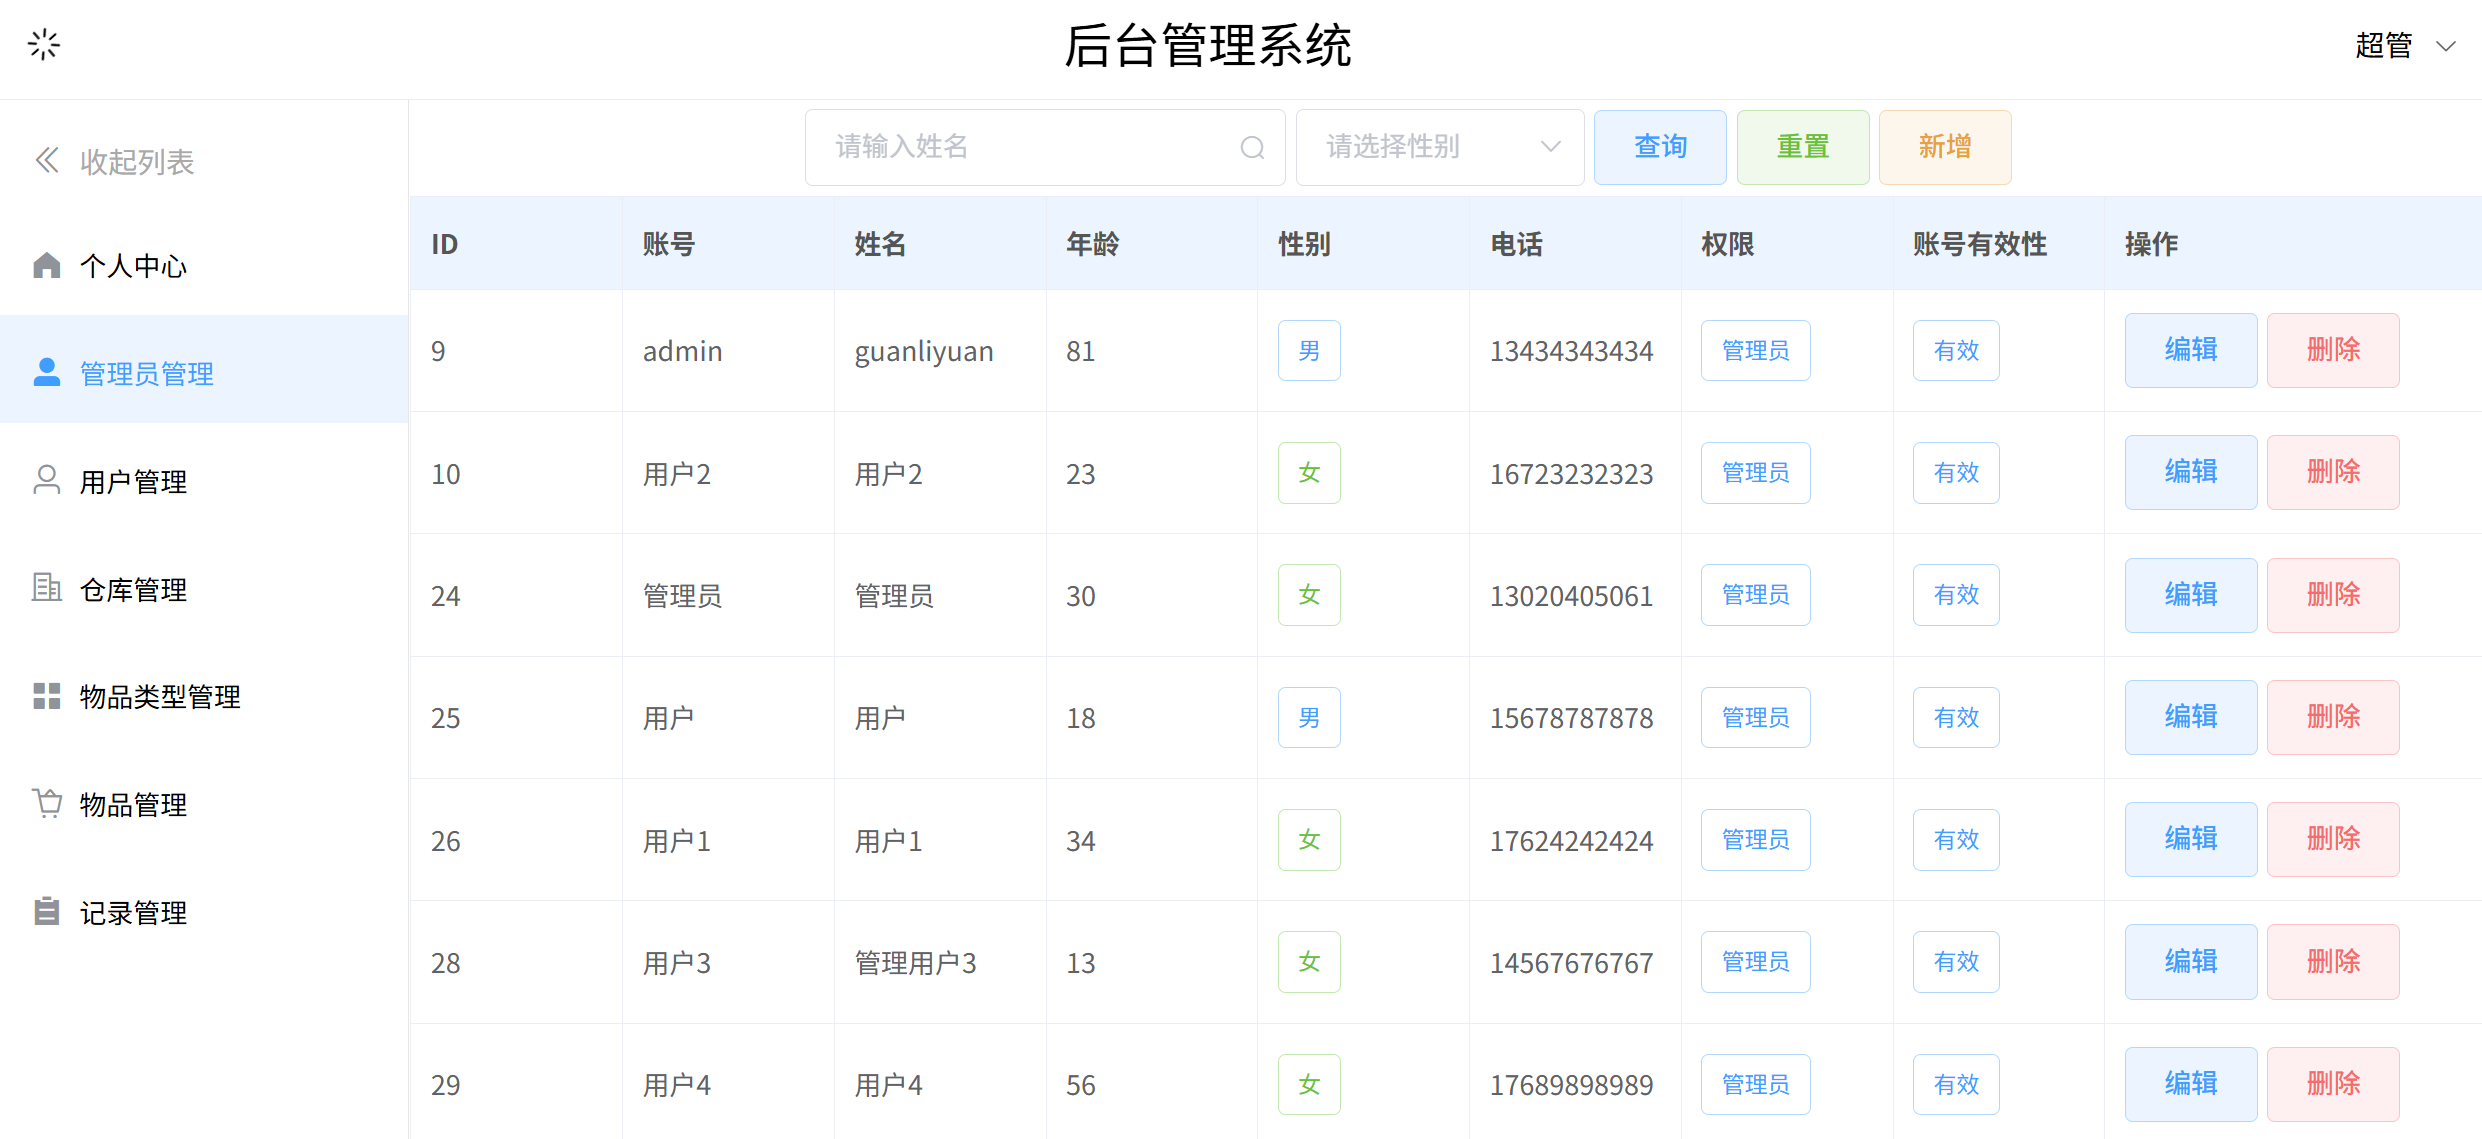 后台管理系统
超管
收起列表
个人中心
管理员管理
用户管理
仓库管理
物品类型管理
物品管理
记录管理
请输入姓名 请选择性别 查询 重置 新增
ID 账号 姓名 年龄 性别 电话 权限 账号有效性 操作
9 admin guanliyuan 81 男 13434343434 管理员 有效 编辑 删除
10 用户2 用户2 23 女 16723232323 管理员 有效 编辑 删除
24 管理员 管理员 30 女 13020405061 管理员 有效 编辑 删除
25 用户 用户 18 男 15678787878 管理员 有效 编辑 删除
26 用户1 用户1 34 女 17624242424 管理员 有效 编辑 删除
28 用户3 管理用户3 13 女 14567676767 管理员 有效 编辑 删除
29 用户4 用户4 56 女 17689898989 管理员 有效 编辑 删除